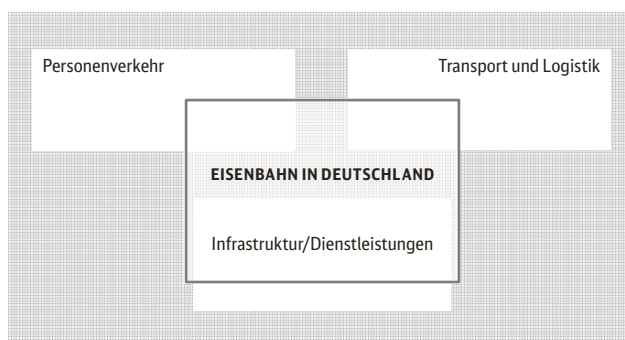 Personenverkehr
Transport und Logistik
EISENBAHN IN DEUTSCHLAND
Infrastruktur/Dienstleistungen